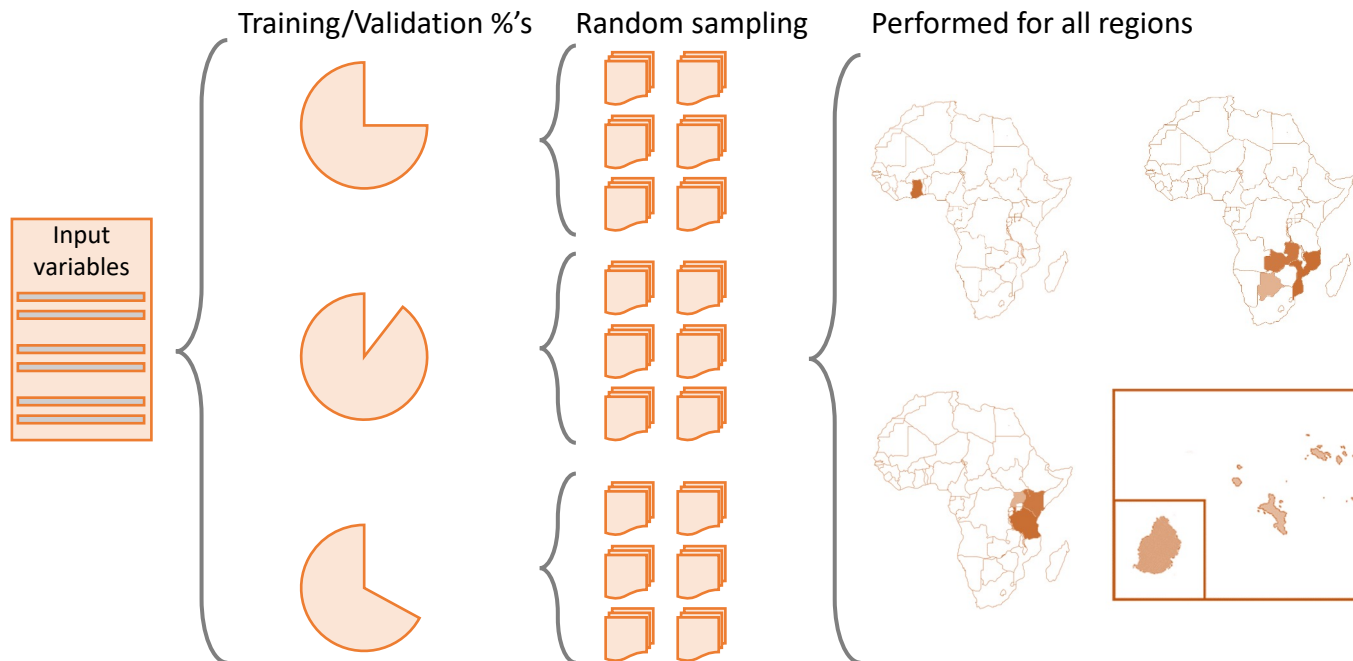 Training/Validation %’s
Random sampling
Performed for all regions
Input
variables